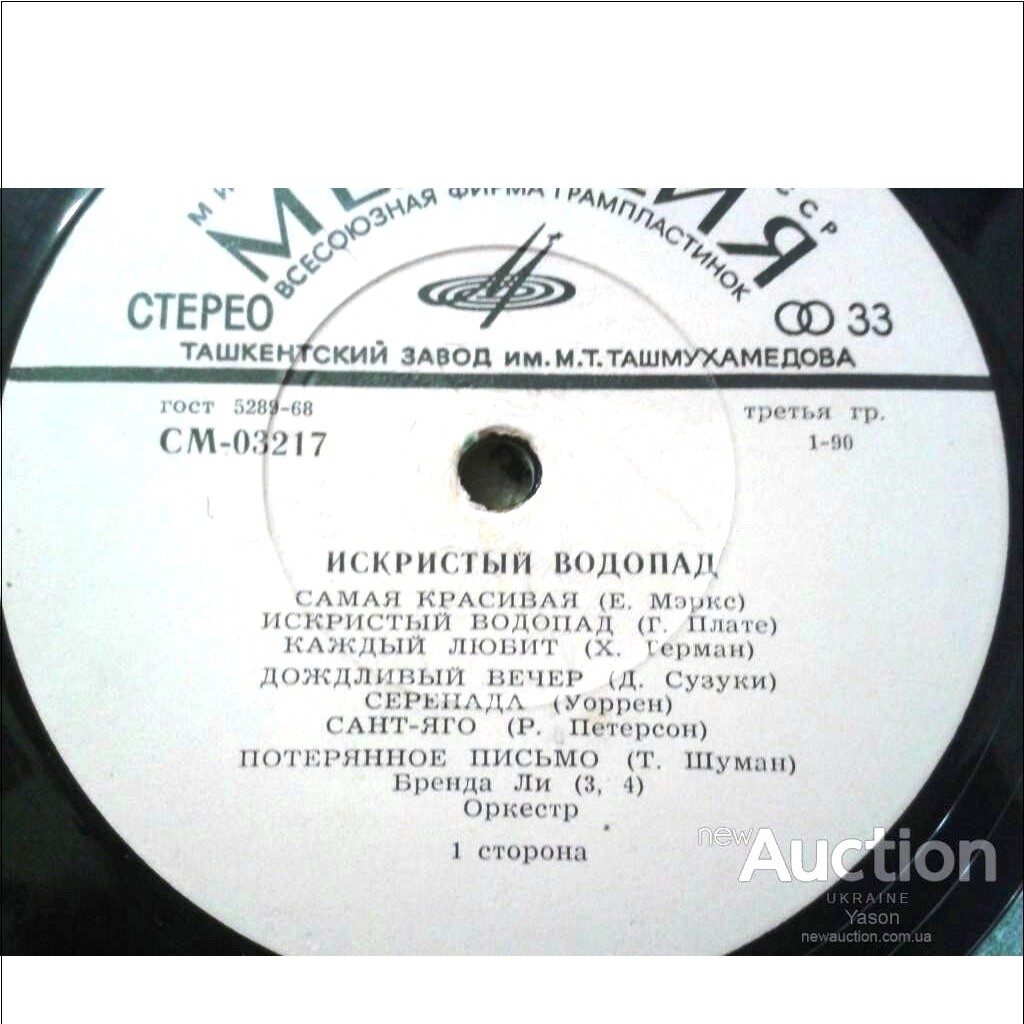 ВСЕСОЮЗНАЯ ФИРМА ГРАМПЛАСТИНОК
СТЕРЕО
33
ТАШКЕНТСКИЙ ЗАВОД им. М.Т. ТАШМУХАМЕДОВА
гост 5289-68
третья гр.
СМ-03217
1-90
ИСКРИСТЫЙ ВОДОПАД
САМАЯ КРАСИВАЯ (Е. Мэркс)
ИСКРИСТЫЙ ВОДОПАД (Г. Плате)
КАЖДЫЙ ЛЮБИТ (Х. Герман)
ДОЖДЛИВЫЙ ВЕЧЕР (Д. Сузуки)
СЕРЕНАДА (Уоррен)
САНТ-ЯГО (Р. Петерсон)
ПОТЕРЯННОЕ ПИСЬМО (Т. Шуман)
Бренда Ли (3, 4)
Оркестр
1 сторона
newAuction
UKRAINE
Yason
newauction.com.ua